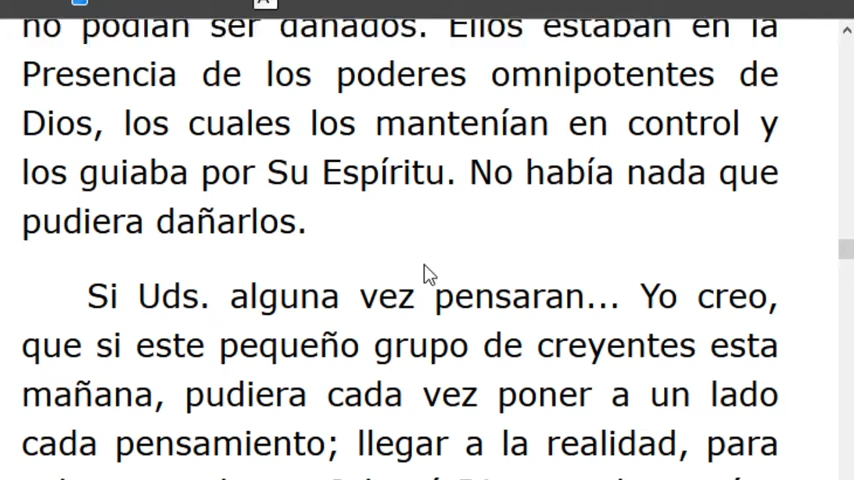 no podían ser dañados. Ellos estaban en la
Presencia de los poderes omnipotentes de
Dios, los cuales los mantenían en control y
los guiaba por Su Espíritu. No había nada que
pudiera dañarlos.
Si Uds. alguna vez pensaran... Yo creo,
que si este pequeño grupo de creyentes esta
mañana, pudiera cada vez poner a un lado
cada pensamiento; llegar a la realidad, para